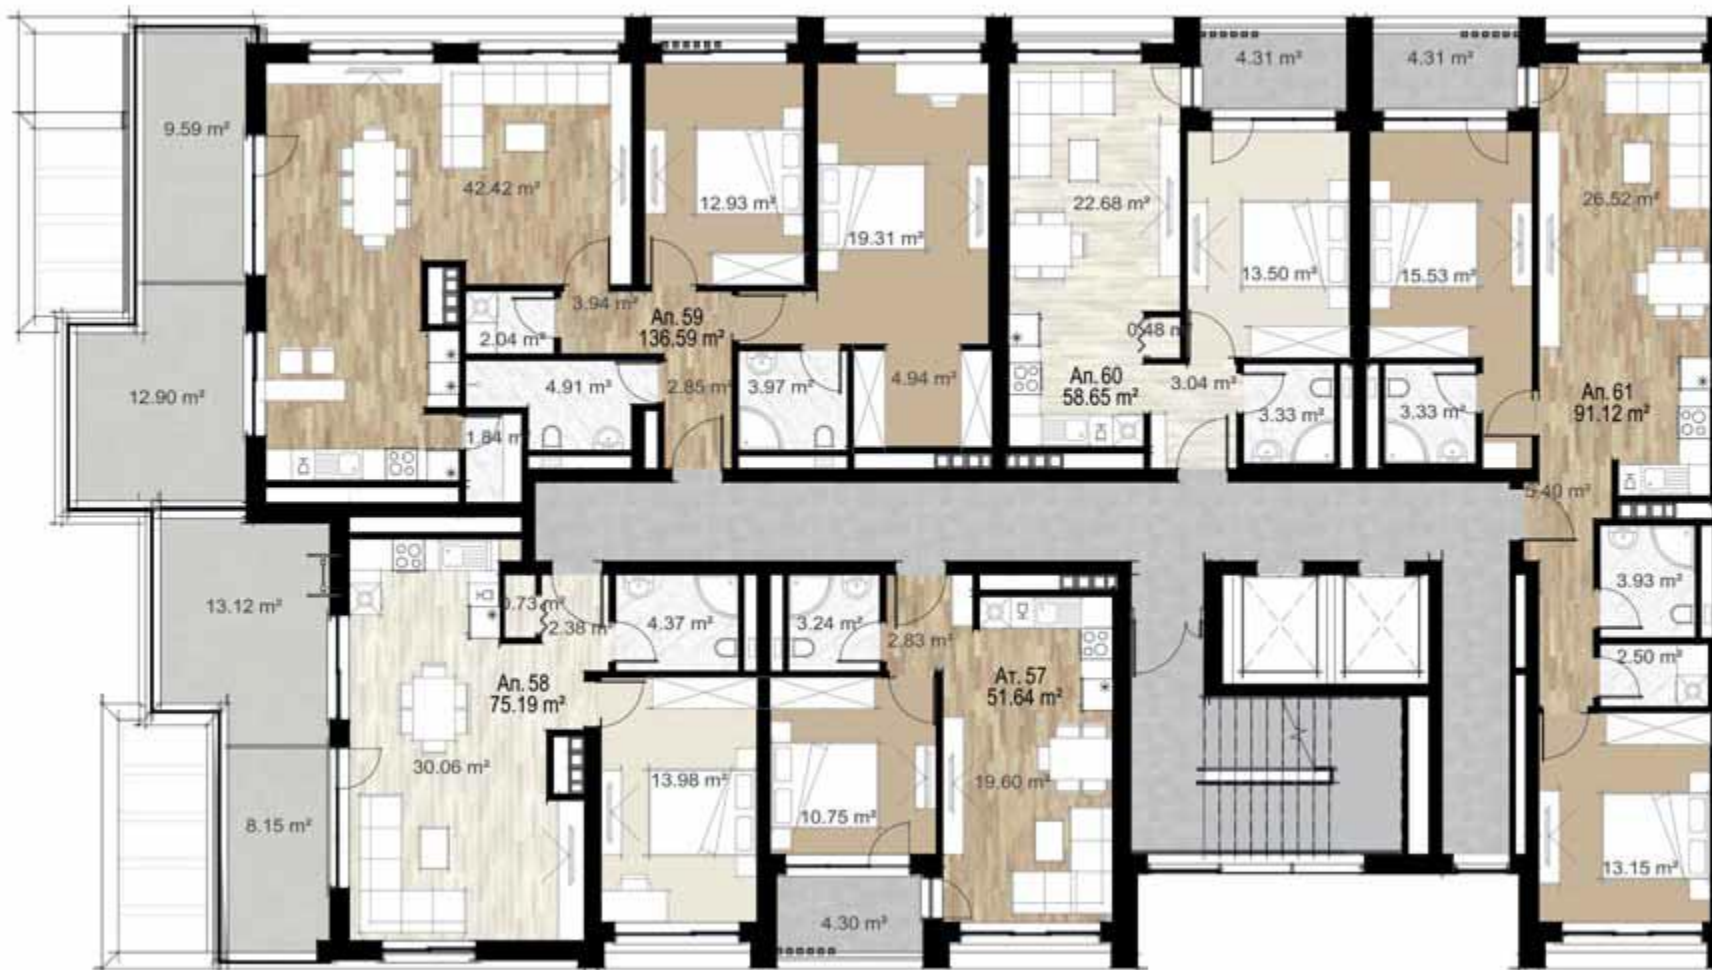 4.31 m²
4.31 m²
9.59 m²
42.42 m²
12.93 m²
19.31 m²
22.68 m²
13.50 m²
15.53 m²
26.52 m²
3.94 m²
Ап. 59
136.59 m²
2.04 m²
0.48 m²
12.90 m²
4.91 m²
2.85 m²
3.97 m²
4.94 m²
Ап. 60
58.65 m²
3.04 m²
3.33 m²
3.33 m²
Ап. 61
91.12 m²
1.84 m²
5.40 m²
13.12 m²
0.73 m²
2.38 m²
4.37 m²
3.24 m²
2.83 m²
3.93 m²
2.50 m²
Ап. 58
75.19 m²
Ат. 57
51.64 m²
30.06 m²
13.98 m²
10.75 m²
19.60 m²
8.15 m²
13.15 m²
4.30 m²